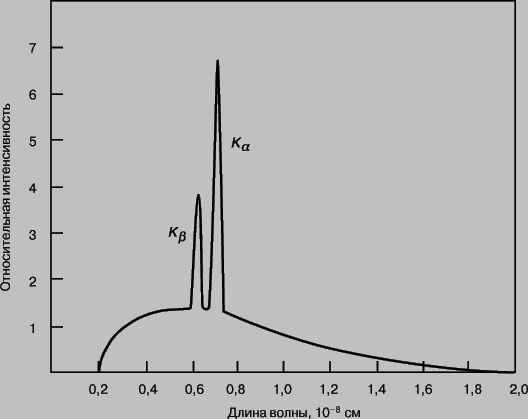 Относительная интенсивность
7
6
5
4
3
2
1
Kα
Kβ
0,2 0,4 0,6 0,8 1,0 1,2 1,4 1,6 1,8 2,0
Длина волны, 10⁻⁸ см